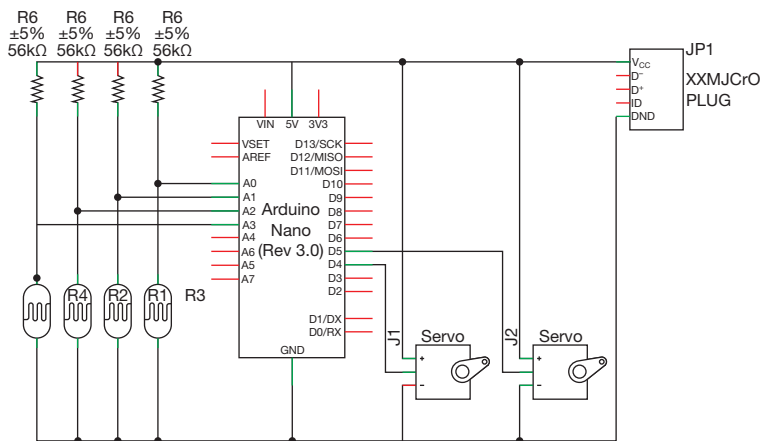 R6 R6 R6 R6
±5% ±5% ±5% ±5%
56kΩ 56kΩ 56kΩ 56kΩ
JP1
XXMJCrO
PLUG
VCC
D⁻
D⁺
ID
DND
VIN 5V 3V3
VSET
AREF
A0
A1
A2
A3
A4
A6
A5
A7
Arduino
Nano
(Rev 3.0)
D13/SCK
D12/MISO
D11/MOSI
D10
D9
D8
D7
D6
D5
D4
D3
D2
D1/DX
D0/RX
GND
R4 R2 R1 R3
J1 Servo
+
−
J2 Servo
+
−